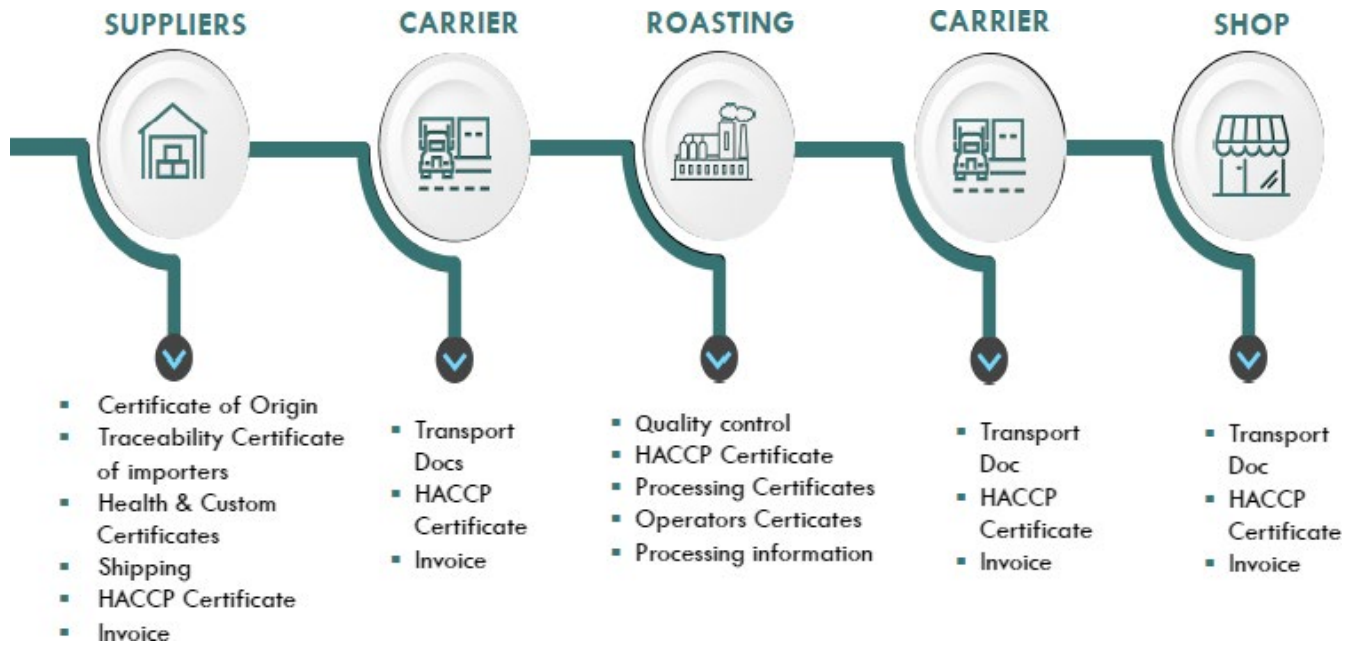 SUPPLIERS
CARRIER
ROASTING
CARRIER
SHOP
Certificate of Origin
Traceability Certificate
of importers
Health & Custom
Certificates
Shipping
HACCP Certificate
Invoice
Transport
Docs
HACCP
Certificate
Invoice
Quality control
HACCP Certificate
Processing Certificates
Operators Certicates
Processing information
Transport
Doc
HACCP
Certificate
Invoice
Transport
Doc
HACCP
Certificate
Invoice